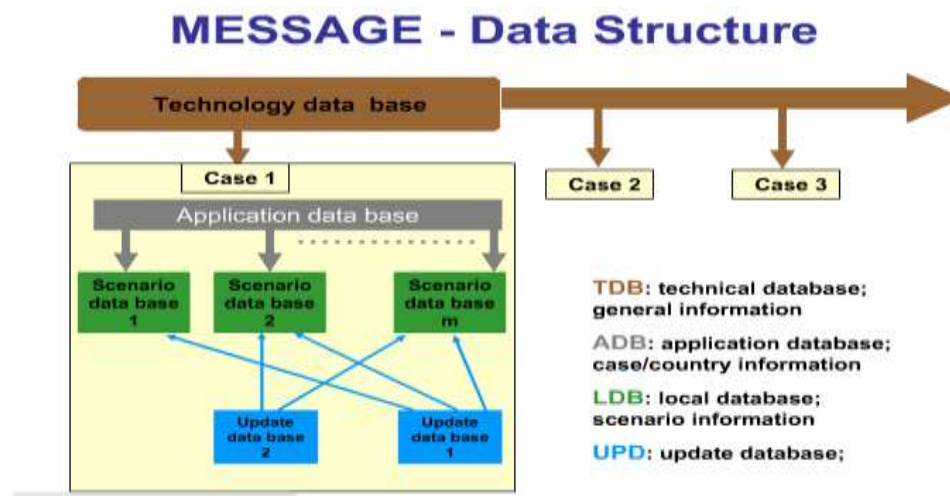 MESSAGE - Data Structure
Technology data base
Case 1
Case 2
Case 3
Application data base
Scenario
data base
1
Scenario
data base
2
Scenario
data base
m
Update
data base
2
Update
data base
1
TDB: technical database;
general information
ADB: application database;
case/country information
LDB: local database;
scenario information
UPD: update database;